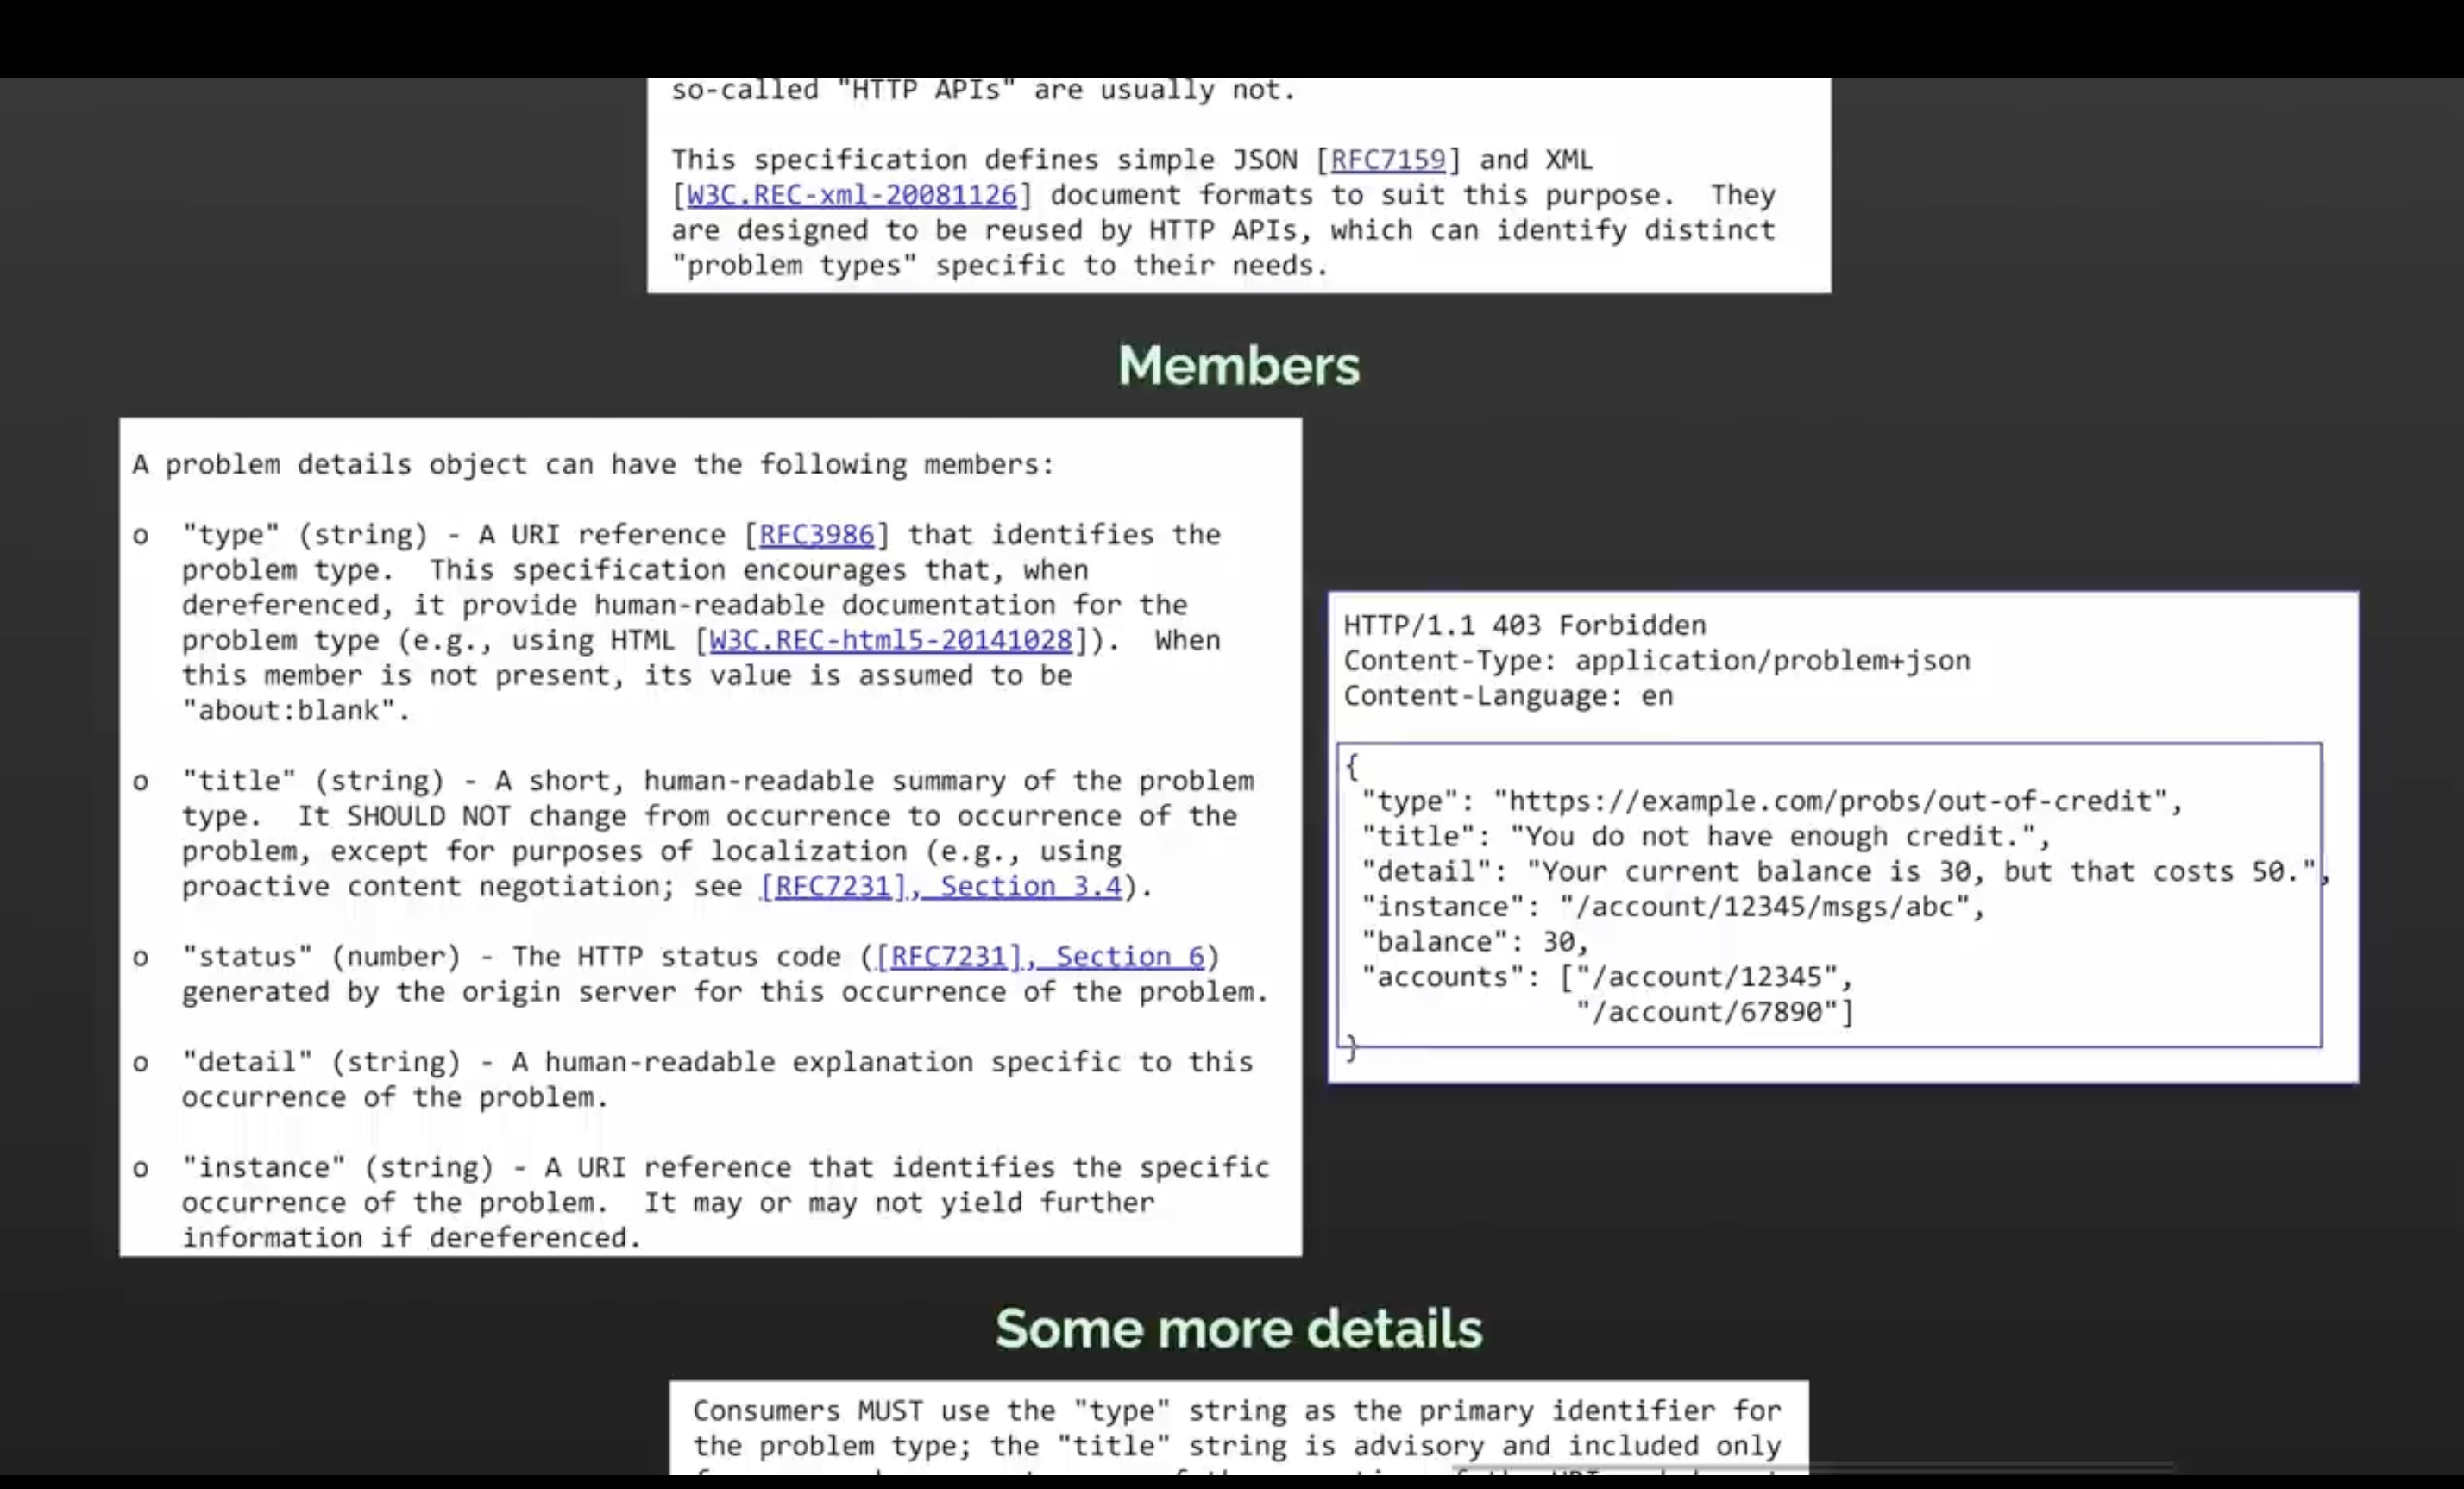 so-called "HTTP APIs" are usually not.
This specification defines simple JSON [RFC7159] and XML
[W3C.REC-xml-20081126] document formats to suit this purpose.  They
are designed to be reused by HTTP APIs, which can identify distinct
"problem types" specific to their needs.
Members
A problem details object can have the following members:
o  "type" (string) - A URI reference [RFC3986] that identifies the
problem type.  This specification encourages that, when
dereferenced, it provide human-readable documentation for the
problem type (e.g., using HTML [W3C.REC-html5-20141028]).  When
this member is not present, its value is assumed to be
"about:blank".
o  "title" (string) - A short, human-readable summary of the problem
type.  It SHOULD NOT change from occurrence to occurrence of the
problem, except for purposes of localization (e.g., using
proactive content negotiation; see [RFC7231], Section 3.4).
o  "status" (number) - The HTTP status code ([RFC7231], Section 6)
generated by the origin server for this occurrence of the problem.
o  "detail" (string) - A human-readable explanation specific to this
occurrence of the problem.
o  "instance" (string) - A URI reference that identifies the specific
occurrence of the problem.  It may or may not yield further
information if dereferenced.
HTTP/1.1 403 Forbidden
Content-Type: application/problem+json
Content-Language: en
{
"type": "https://example.com/probs/out-of-credit",
"title": "You do not have enough credit.",
"detail": "Your current balance is 30, but that costs 50.",
"instance": "/account/12345/msgs/abc",
"balance": 30,
"accounts": ["/account/12345",
"/account/67890"]
}
Some more details
Consumers MUST use the "type" string as the primary identifier for
the problem type; the "title" string is advisory and included only